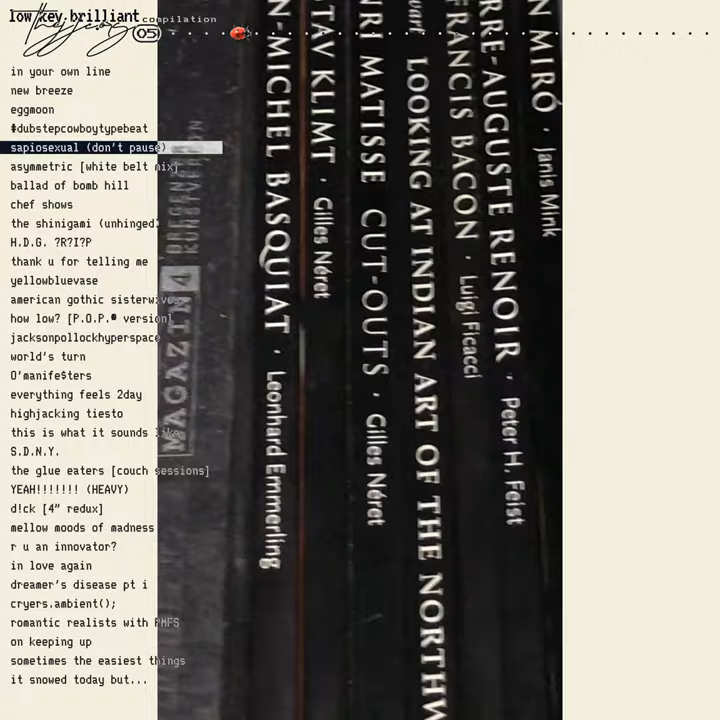 low key brilliant
compilation
05
in your own line
new breeze
eggmoon
#dubstepcowboytypebeat
sapiosexual (don't pause)
asymmetric [white belt mix]
ballad of bomb hill
chef shows
the shinigami (unhinged)
H.D.G. ?R?I?P
thank u for telling me
yellowbluevase
american gothic sisterwives
how low? [P.O.P.® version]
jacksonpollockhyperspace
world's turn
O'manife$ters
everything feels 2day
highjacking tiesto
this is what it sounds like
S.D.N.Y.
the glue eaters [couch sessions]
YEAH!!!!!!! (HEAVY)
d!ck [4” redux]
mellow moods of madness
r u an innovator?
in love again
dreamer's disease pt i
cryers.ambient();
romantic realists with PMFS
on keeping up
sometimes the easiest things
it snowed today but...
MAGAZIN 4
N-MICHEL BASQUIAT · Leonhard Emmerling
TAV KLIMT · Gilles Néret
NR MATISSE CUT-OUTS · Gilles Néret
LOOKING AT INDIAN ART OF THE NORTHW
FRANCIS BACON · Luigi Ficacci
RRE-AUGUSTE RENOIR · Peter H. Feist
N MIRÓ · Janis Mink